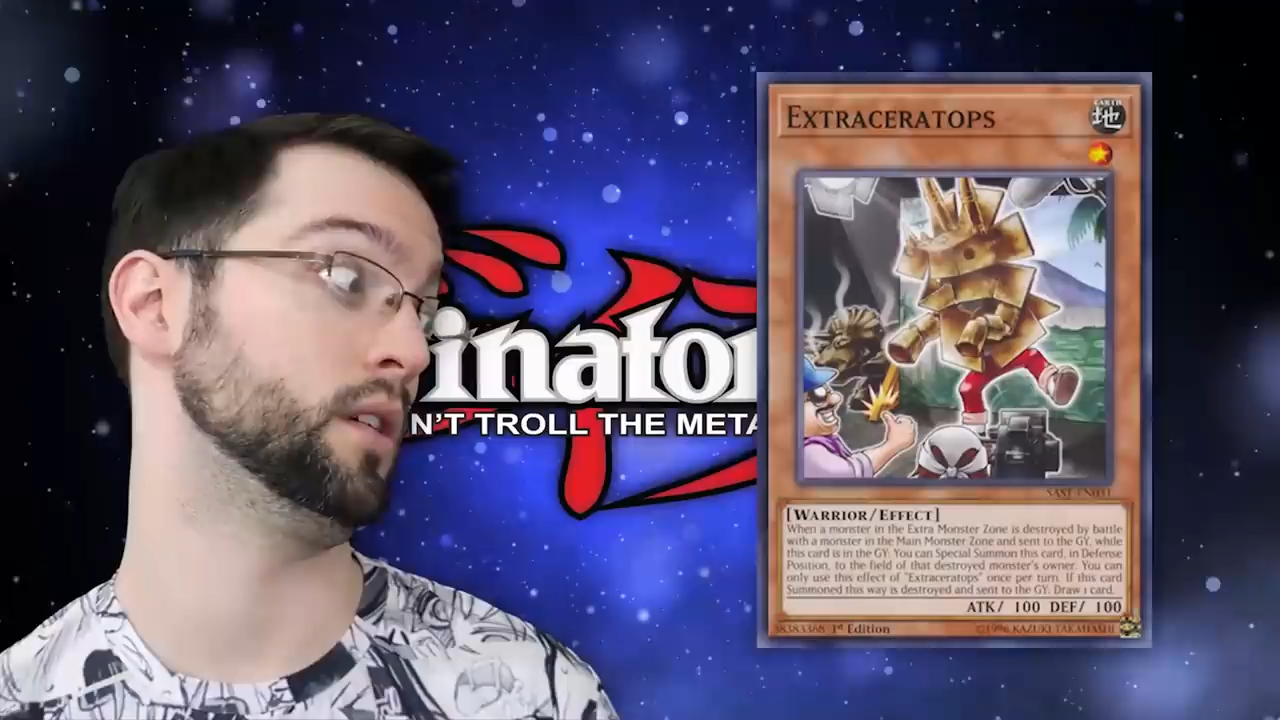 EXTRACERATOPS
EARTH
地
inator
N'T TROLL THE META
SAST-EN031
[WARRIOR/EFFECT]
When a monster in the Extra Monster Zone is destroyed by battle
with a monster in the Main Monster Zone and sent to the GY, while
this card is in the GY: You can Special Summon this card, in Defense
Position, to the field of that destroyed monster's owner. You can
only use this effect of "Extraceratops" once per turn. If this card
Summoned this way is destroyed and sent to the GY: Draw 1 card.
ATK/ 100 DEF/ 100
38383368 1st Edition ©1996 KAZUKI TAKAHASHI